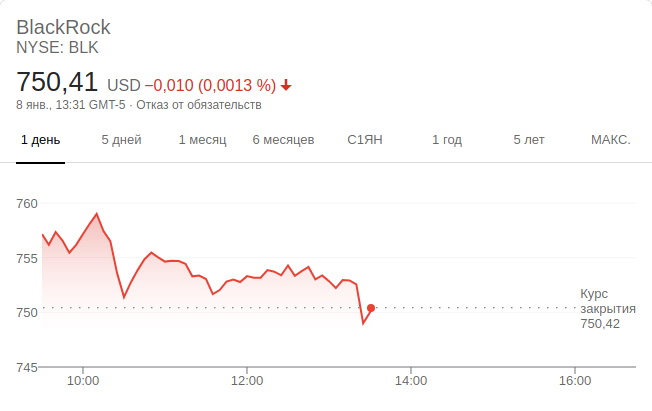 BlackRock
NYSE: BLK
750,41 USD −0,010 (0,0013 %)
8 янв., 13:31 GMT-5 · Отказ от обязательств
1 день 5 дней 1 месяц 6 месяцев С1ЯН 1 год 5 лет МАКС.
760
755
750
745
Курс
закрытия
750,42
10:00 12:00 14:00 16:00